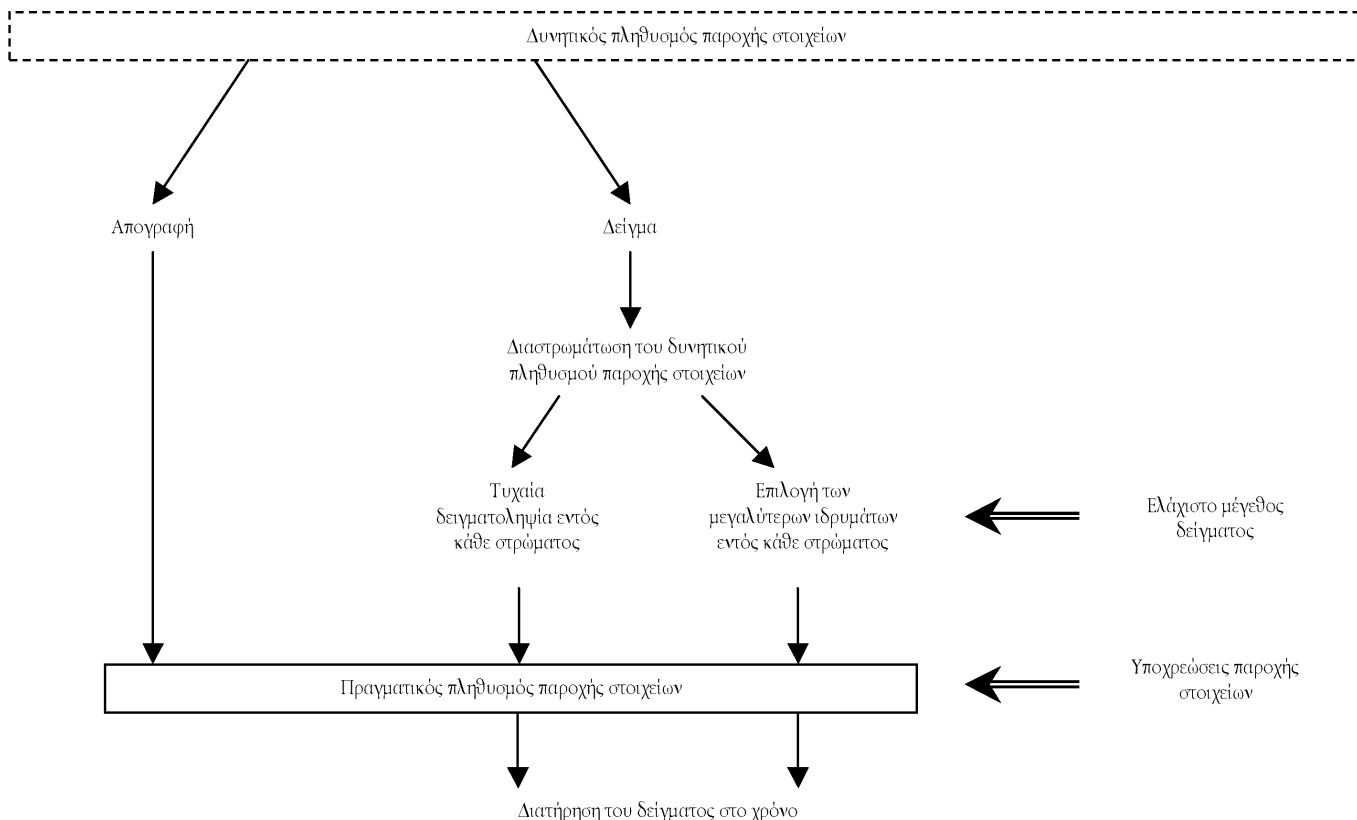 Δυνητικός πληθυσμός παροχής στοιχείων
Απογραφή
Δείγμα
Διαστρωμάτωση του δυνητικού
πληθυσμού παροχής στοιχείων
Τυχαία
δειγματοληψία εντός
κάθε στρώματος
Επιλογή των
μεγαλύτερων ιδρυμάτων
εντός κάθε στρώματος
Ελάχιστο μέγεθος
δείγματος
Πραγματικός πληθυσμός παροχής στοιχείων
Υποχρεώσεις παροχής
στοιχείων
Διατήρηση του δείγματος στο χρόνο